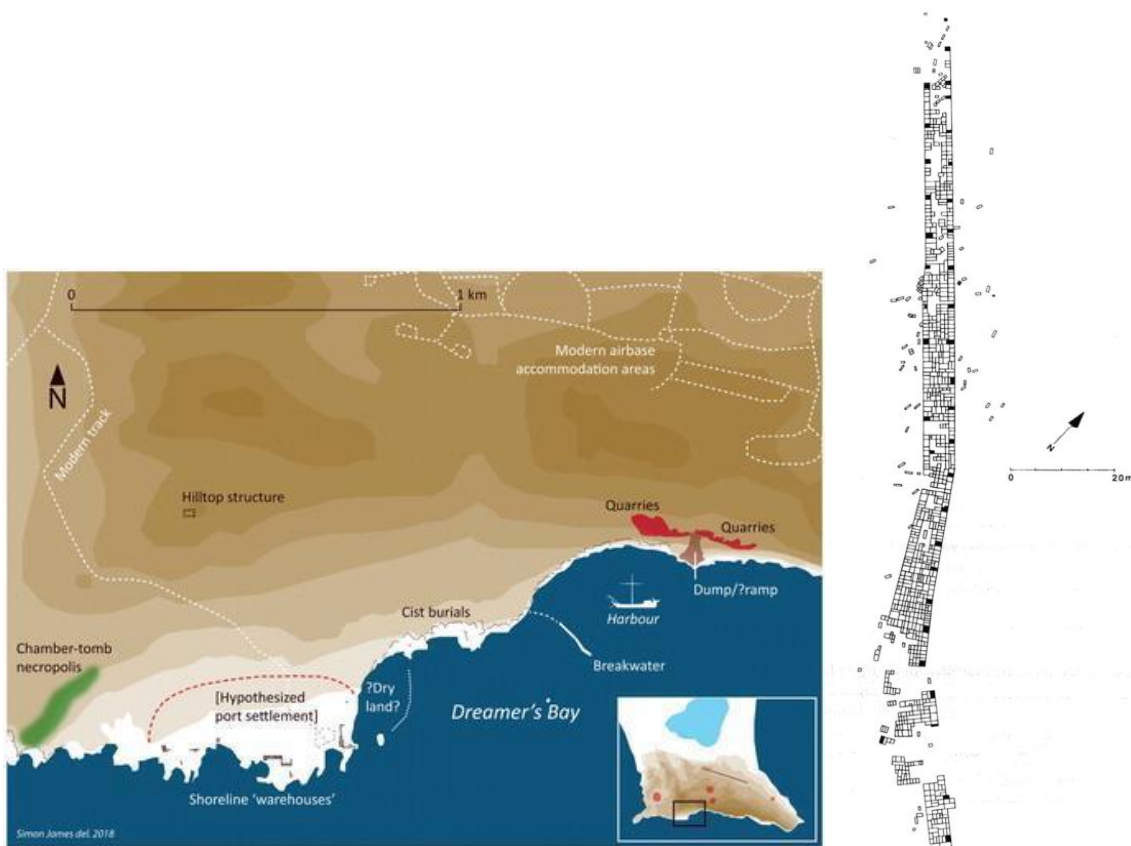 0 1 km
Modern airbase
accommodation areas
N
Modern track
Hilltop structure
Quarries
Quarries
Dump/?ramp
Harbour
Cist burials
Breakwater
Chamber-tomb
necropolis
?Dry
land?
[Hypothesized
port settlement]
Dreamer's Bay
Shoreline 'warehouses'
Simon James del. 2018
N
0 20 m